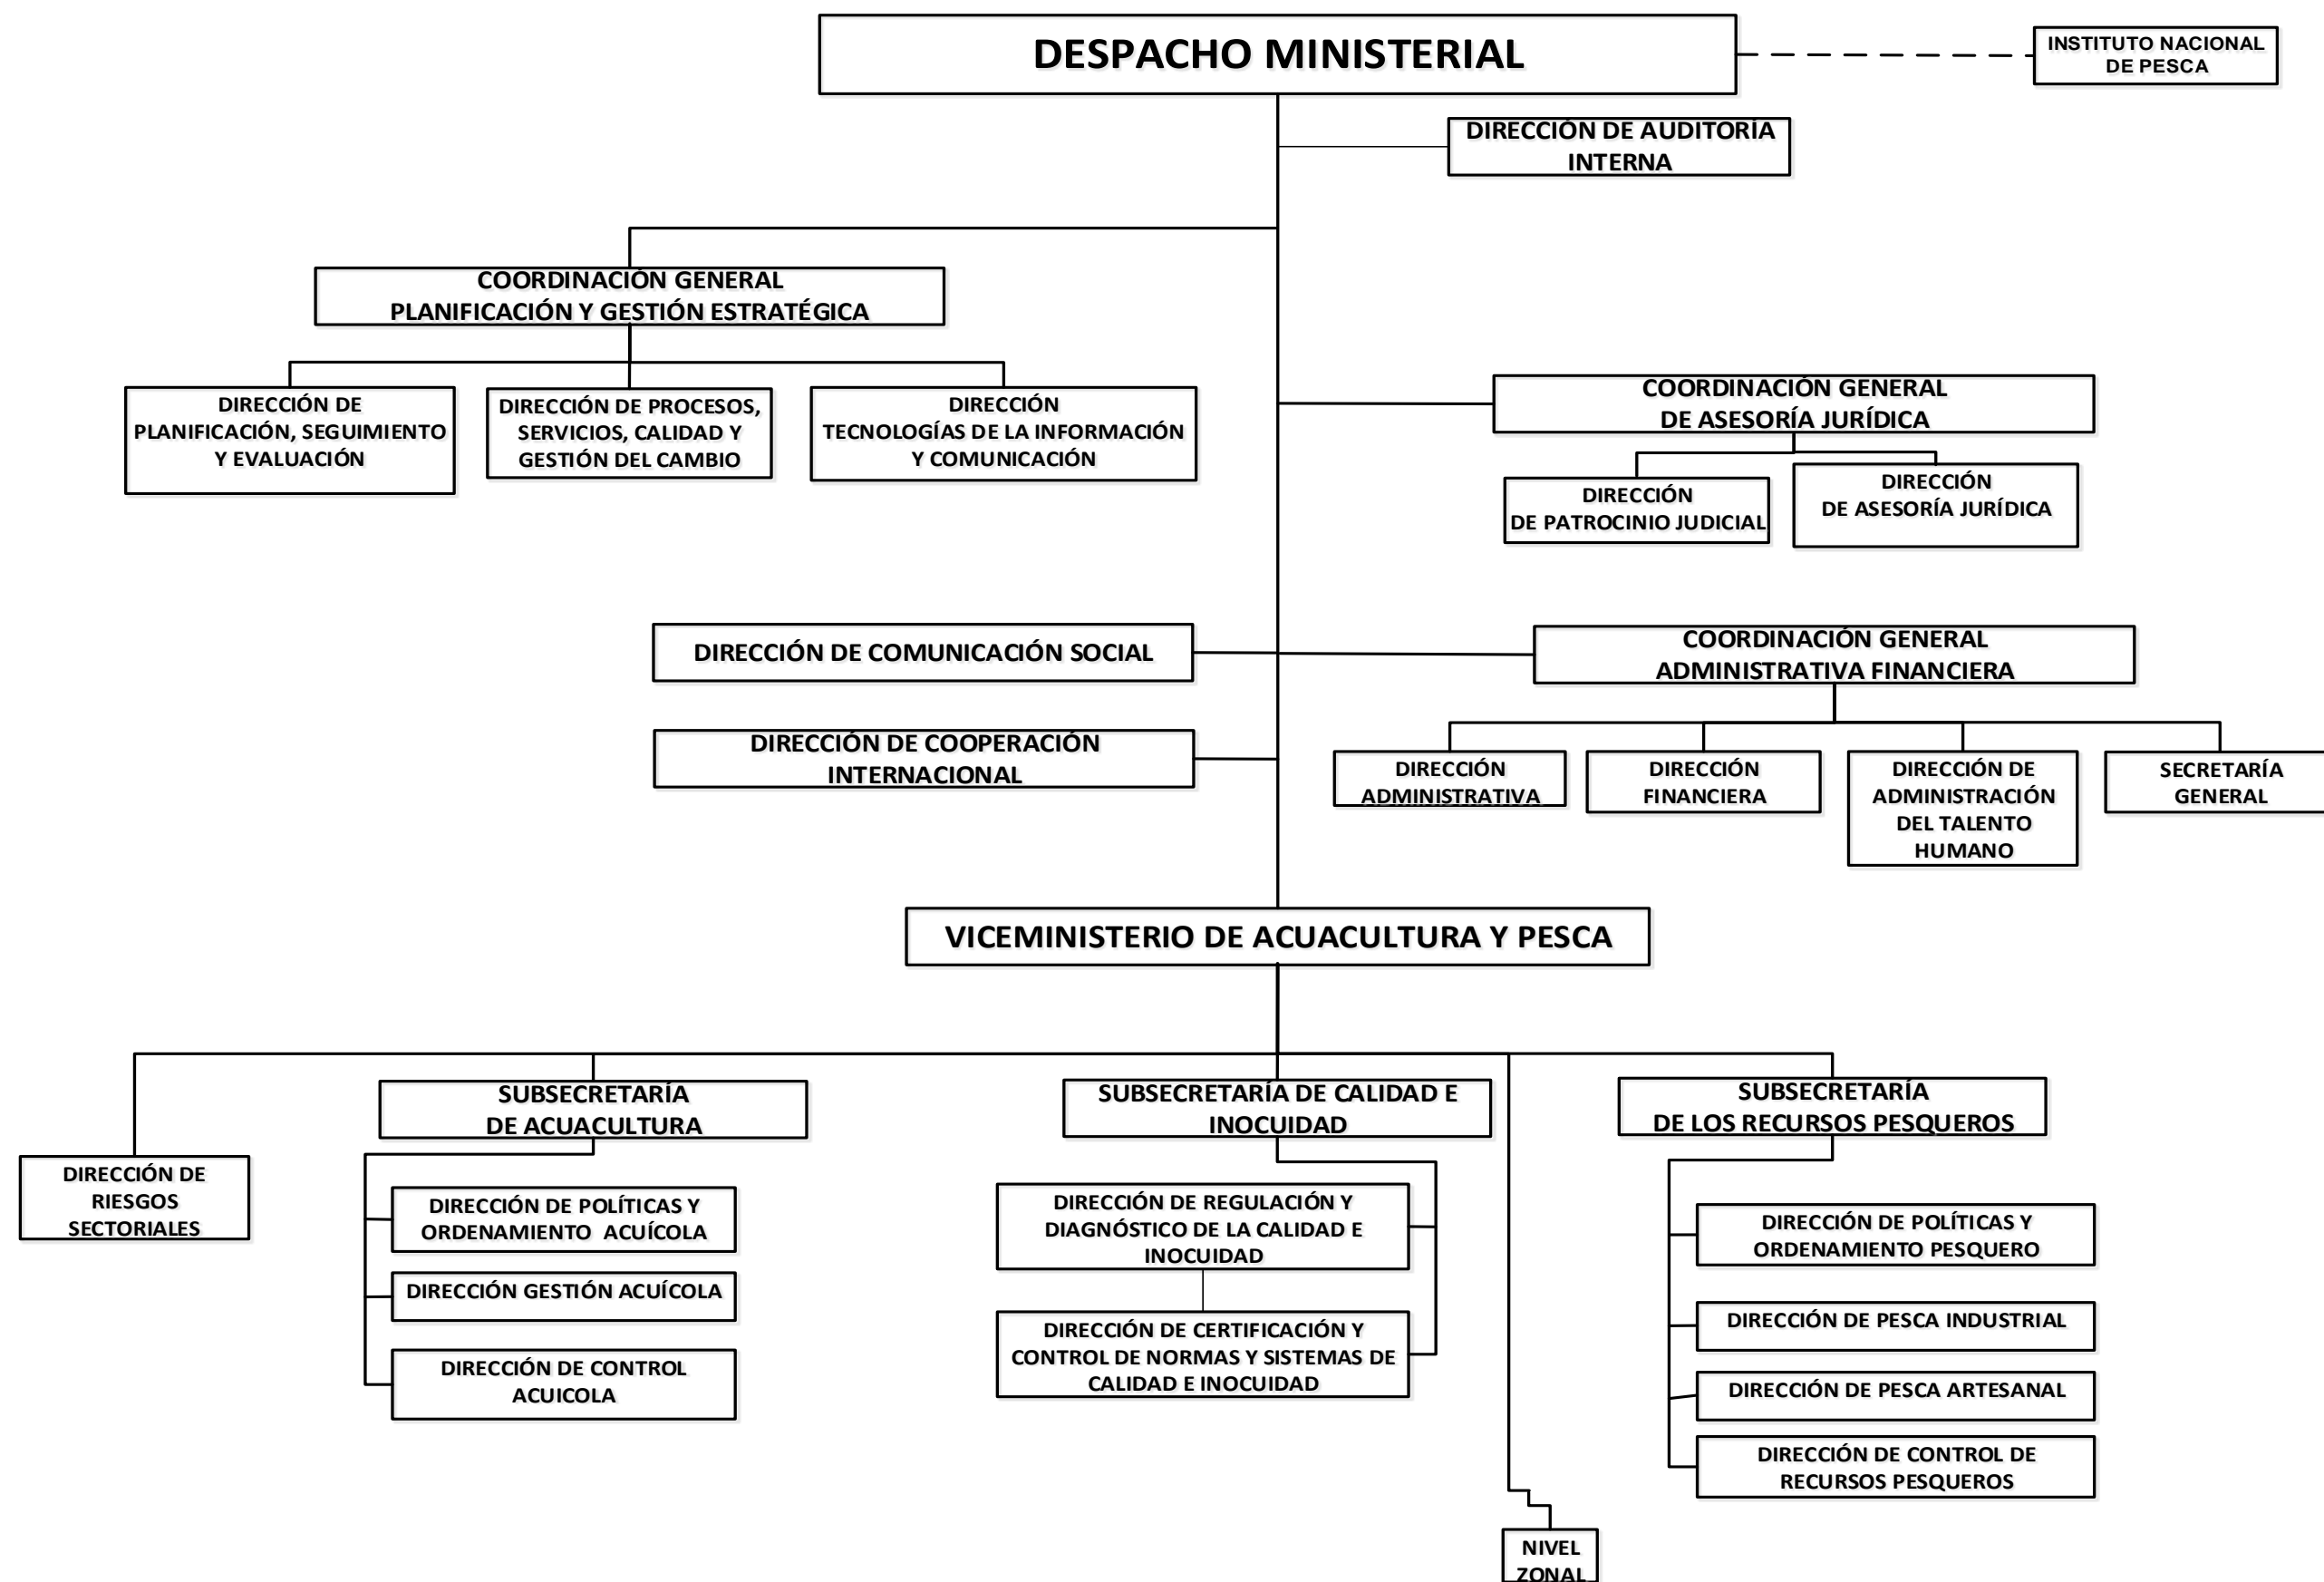 DESPACHO MINISTERIAL
INSTITUTO NACIONAL
DE PESCA
DIRECCIÓN DE AUDITORÍA
INTERNA
COORDINACIÓN GENERAL
PLANIFICACIÓN Y GESTIÓN ESTRATÉGICA
DIRECCIÓN DE
PLANIFICACIÓN, SEGUIMIENTO
Y EVALUACIÓN
DIRECCIÓN DE PROCESOS,
SERVICIOS, CALIDAD Y
GESTIÓN DEL CAMBIO
DIRECCIÓN
TECNOLOGÍAS DE LA INFORMACIÓN
Y COMUNICACIÓN
COORDINACIÓN GENERAL
DE ASESORÍA JURÍDICA
DIRECCIÓN
DE PATROCINIO JUDICIAL
DIRECCIÓN
DE ASESORÍA JURÍDICA
DIRECCIÓN DE COMUNICACIÓN SOCIAL
COORDINACIÓN GENERAL
ADMINISTRATIVA FINANCIERA
DIRECCIÓN DE COOPERACIÓN
INTERNACIONAL
DIRECCIÓN
ADMINISTRATIVA
DIRECCIÓN
FINANCIERA
DIRECCIÓN DE
ADMINISTRACIÓN
DEL TALENTO
HUMANO
SECRETARÍA
GENERAL
VICEMINISTERIO DE ACUACULTURA Y PESCA
DIRECCIÓN DE
RIESGOS
SECTORIALES
SUBSECRETARÍA
DE ACUACULTURA
DIRECCIÓN DE POLÍTICAS Y
ORDENAMIENTO  ACUÍCOLA
DIRECCIÓN GESTIÓN ACUÍCOLA
DIRECCIÓN DE CONTROL
ACUICOLA
SUBSECRETARÍA DE CALIDAD E
INOCUIDAD
DIRECCIÓN DE REGULACIÓN Y
DIAGNÓSTICO DE LA CALIDAD E
INOCUIDAD
DIRECCIÓN DE CERTIFICACIÓN Y
CONTROL DE NORMAS Y SISTEMAS DE
CALIDAD E INOCUIDAD
SUBSECRETARÍA
DE LOS RECURSOS PESQUEROS
DIRECCIÓN DE POLÍTICAS Y
ORDENAMIENTO PESQUERO
DIRECCIÓN DE PESCA INDUSTRIAL
DIRECCIÓN DE PESCA ARTESANAL
DIRECCIÓN DE CONTROL DE
RECURSOS PESQUEROS
NIVEL
ZONAL